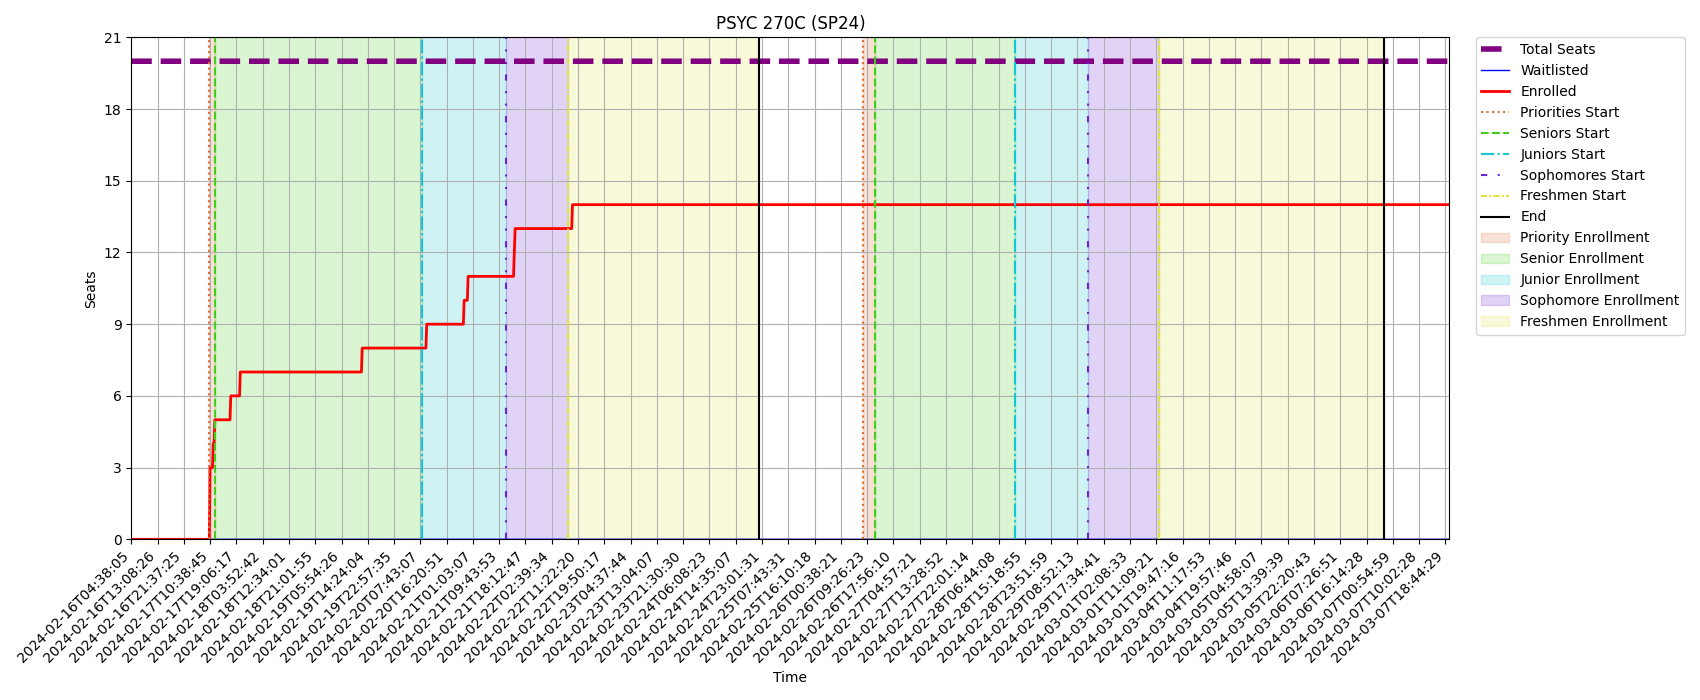 PSYC 270C (SP24)
21
18
15
12
9
6
3
0
Seats
2024-02-16T04:38:05
2024-02-16T13:08:26
2024-02-16T21:37:25
2024-02-17T10:38:45
2024-02-17T19:06:17
2024-02-18T03:52:42
2024-02-18T12:34:01
2024-02-18T21:01:55
2024-02-19T05:54:26
2024-02-19T14:24:04
2024-02-19T22:57:35
2024-02-20T07:43:07
2024-02-20T16:20:51
2024-02-21T01:03:07
2024-02-21T09:43:53
2024-02-21T18:12:47
2024-02-22T02:39:34
2024-02-22T11:22:20
2024-02-22T19:50:17
2024-02-23T04:37:44
2024-02-23T13:04:07
2024-02-23T21:30:30
2024-02-24T06:08:23
2024-02-24T14:35:07
2024-02-24T23:01:31
2024-02-25T07:43:31
2024-02-25T16:10:18
2024-02-26T00:38:21
2024-02-26T09:26:23
2024-02-26T17:56:10
2024-02-27T04:57:21
2024-02-27T13:28:52
2024-02-27T22:01:14
2024-02-28T06:44:08
2024-02-28T15:18:55
2024-02-28T23:51:59
2024-02-29T08:52:13
2024-02-29T17:34:41
2024-03-01T02:08:33
2024-03-01T11:09:21
2024-03-01T19:47:16
2024-03-04T11:17:53
2024-03-04T19:57:46
2024-03-05T04:58:07
2024-03-05T13:39:39
2024-03-05T22:20:43
2024-03-06T07:26:51
2024-03-06T16:14:28
2024-03-07T00:54:59
2024-03-07T10:02:28
2024-03-07T18:44:29
Time
Total Seats
Waitlisted
Enrolled
Priorities Start
Seniors Start
Juniors Start
Sophomores Start
Freshmen Start
End
Priority Enrollment
Senior Enrollment
Junior Enrollment
Sophomore Enrollment
Freshmen Enrollment